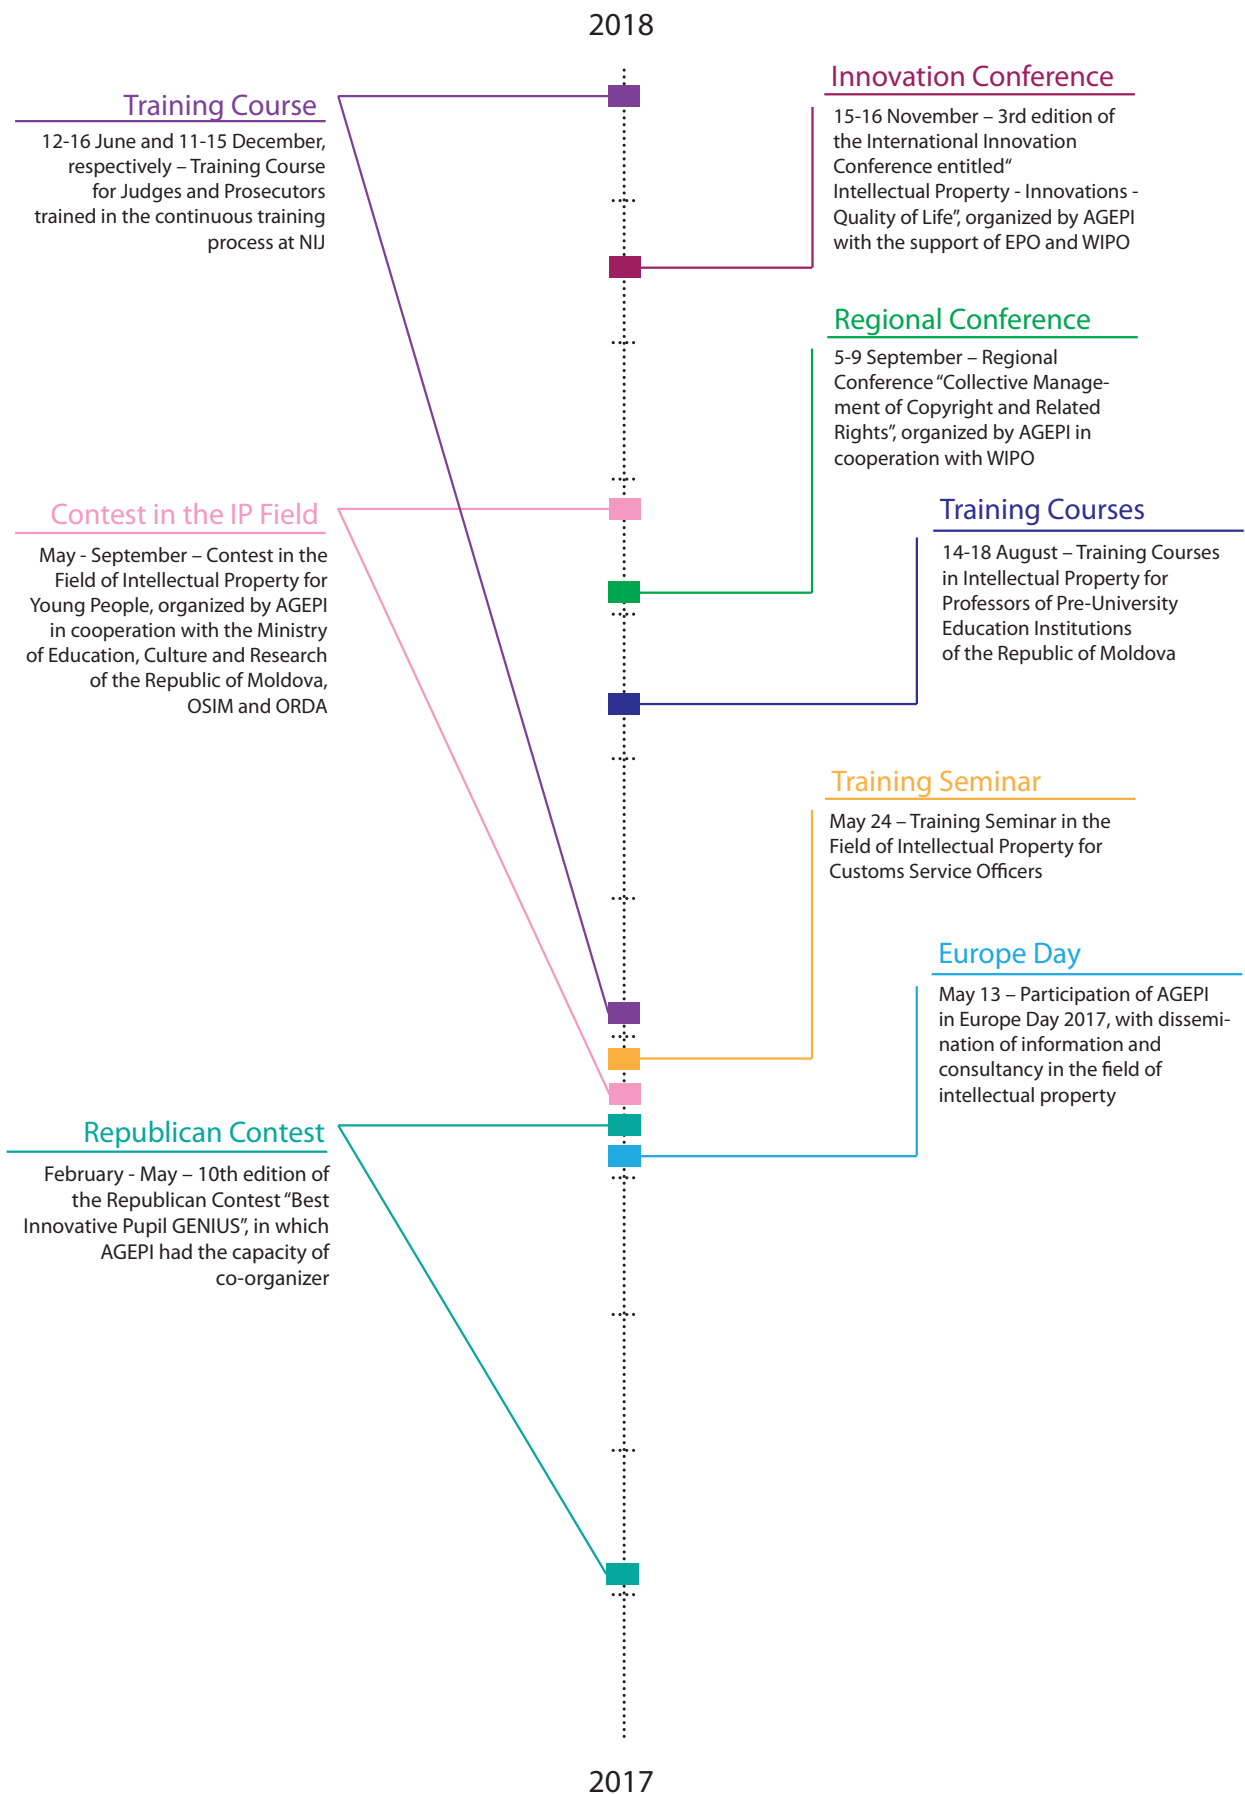 2018
Training Course
12-16 June and 11-15 December,
respectively – Training Course
for Judges and Prosecutors
trained in the continuous training
process at NIJ
Innovation Conference
15-16 November – 3rd edition of
the International Innovation
Conference entitled“
Intellectual Property - Innovations -
Quality of Life”, organized by AGEPI
with the support of EPO and WIPO
Regional Conference
5-9 September – Regional
Conference “Collective Manage-
ment of Copyright and Related
Rights”, organized by AGEPI in
cooperation with WIPO
Contest in the IP Field
May - September – Contest in the
Field of Intellectual Property for
Young People, organized by AGEPI
in cooperation with the Ministry
of Education, Culture and Research
of the Republic of Moldova,
OSIM and ORDA
Training Courses
14-18 August – Training Courses
in Intellectual Property for
Professors of Pre-University
Education Institutions
of the Republic of Moldova
Training Seminar
May 24 – Training Seminar in the
Field of Intellectual Property for
Customs Service Officers
Europe Day
May 13 – Participation of AGEPI
in Europe Day 2017, with dissemi-
nation of information and
consultancy in the field of
intellectual property
Republican Contest
February - May – 10th edition of
the Republican Contest “Best
Innovative Pupil GENIUS”, in which
AGEPI had the capacity of
co-organizer
2017